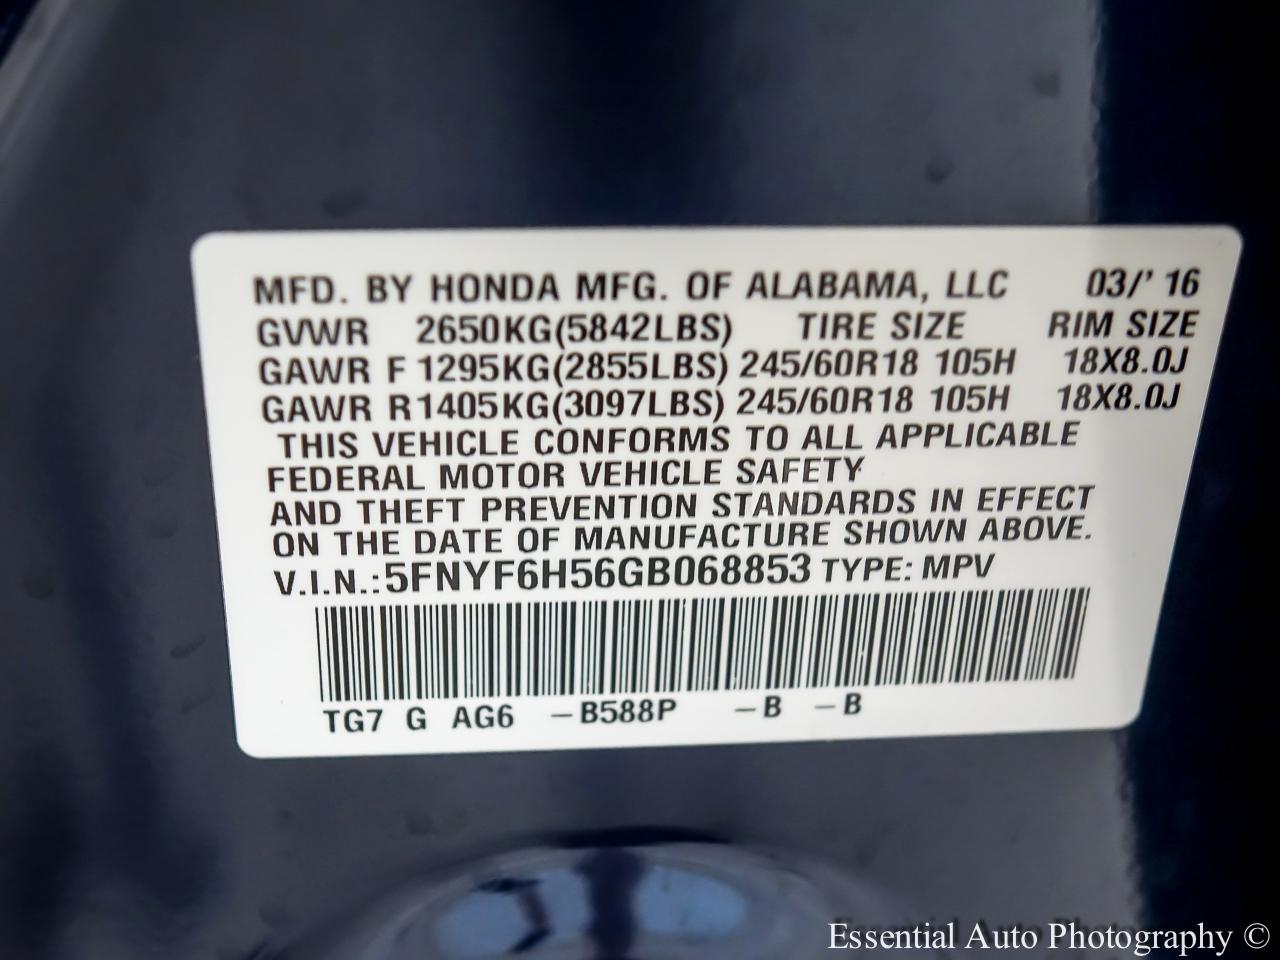 MFD. BY HONDA MFG. OF ALABAMA, LLC 03/' 16
GVWR 2650KG(5842LBS) TIRE SIZE RIM SIZE
GAWR F 1295KG(2855LBS) 245/60R18 105H 18X8.0J
GAWR R1405KG(3097LBS) 245/60R18 105H 18X8.0J
THIS VEHICLE CONFORMS TO ALL APPLICABLE
FEDERAL MOTOR VEHICLE SAFETY
AND THEFT PREVENTION STANDARDS IN EFFECT
ON THE DATE OF MANUFACTURE SHOWN ABOVE.
V.I.N.:5FNYF6H56GB068853 TYPE: MPV
TG7 G AG6 -B588P -B -B
Essential Auto Photography ©